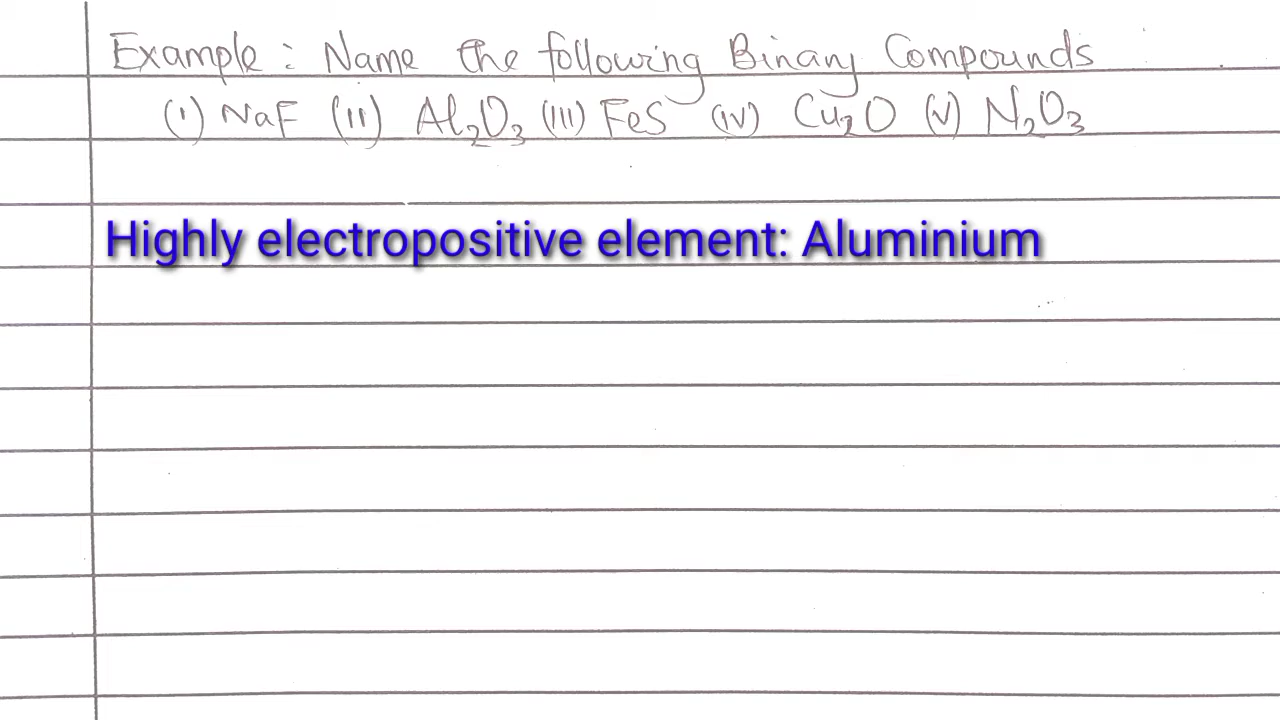 Example : Name the following Binary Compounds
(i) NaF (ii) Al₂O₃ (iii) FeS (iv) Cu₂O (v) N₂O₃
Highly electropositive element: Aluminium